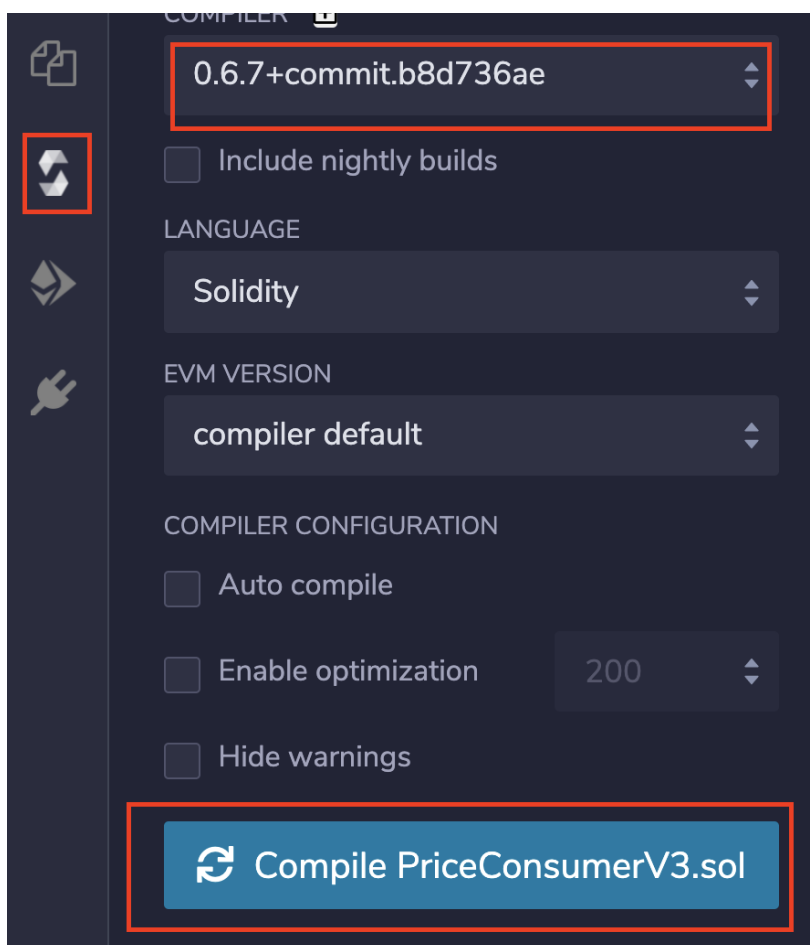 COMPILER
0.6.7+commit.b8d736ae
Include nightly builds
LANGUAGE
Solidity
EVM VERSION
compiler default
COMPILER CONFIGURATION
Auto compile
Enable optimization 200
Hide warnings
Compile PriceConsumerV3.sol